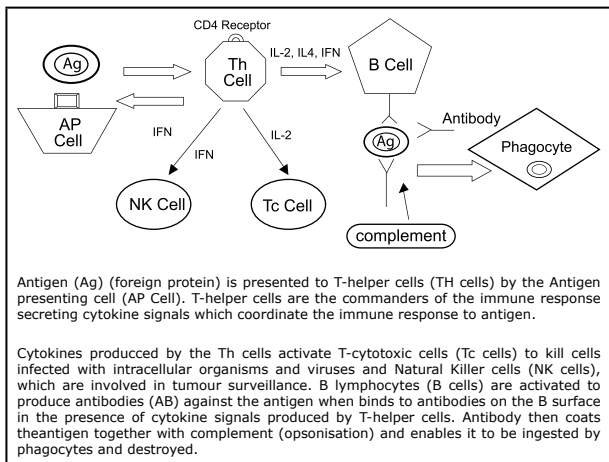 CD4 Receptor
Ag
Th
Cell
IL-2, IL4, IFN
B Cell
AP
Cell
IFN
IFN
IL-2
Ag
Antibody
Phagocyte
NK Cell
Tc Cell
complement
Antigen (Ag) (foreign protein) is presented to T-helper cells (TH cells) by the Antigen
presenting cell (AP Cell). T-helper cells are the commanders of the immune response
secreting cytokine signals which coordinate the immune response to antigen.
Cytokines producced by the Th cells activate T-cytotoxic cells (Tc cells) to kill cells
infected with intracellular organisms and viruses and Natural Killer cells (NK cells),
which are involved in tumour surveillance. B lymphocytes (B cells) are activated to
produce antibodies (AB) against the antigen when binds to antibodies on the B surface
in the presence of cytokine signals produced by T-helper cells. Antibody then coats
theantigen together with complement (opsonisation) and enables it to be ingested by
phagocytes and destroyed.